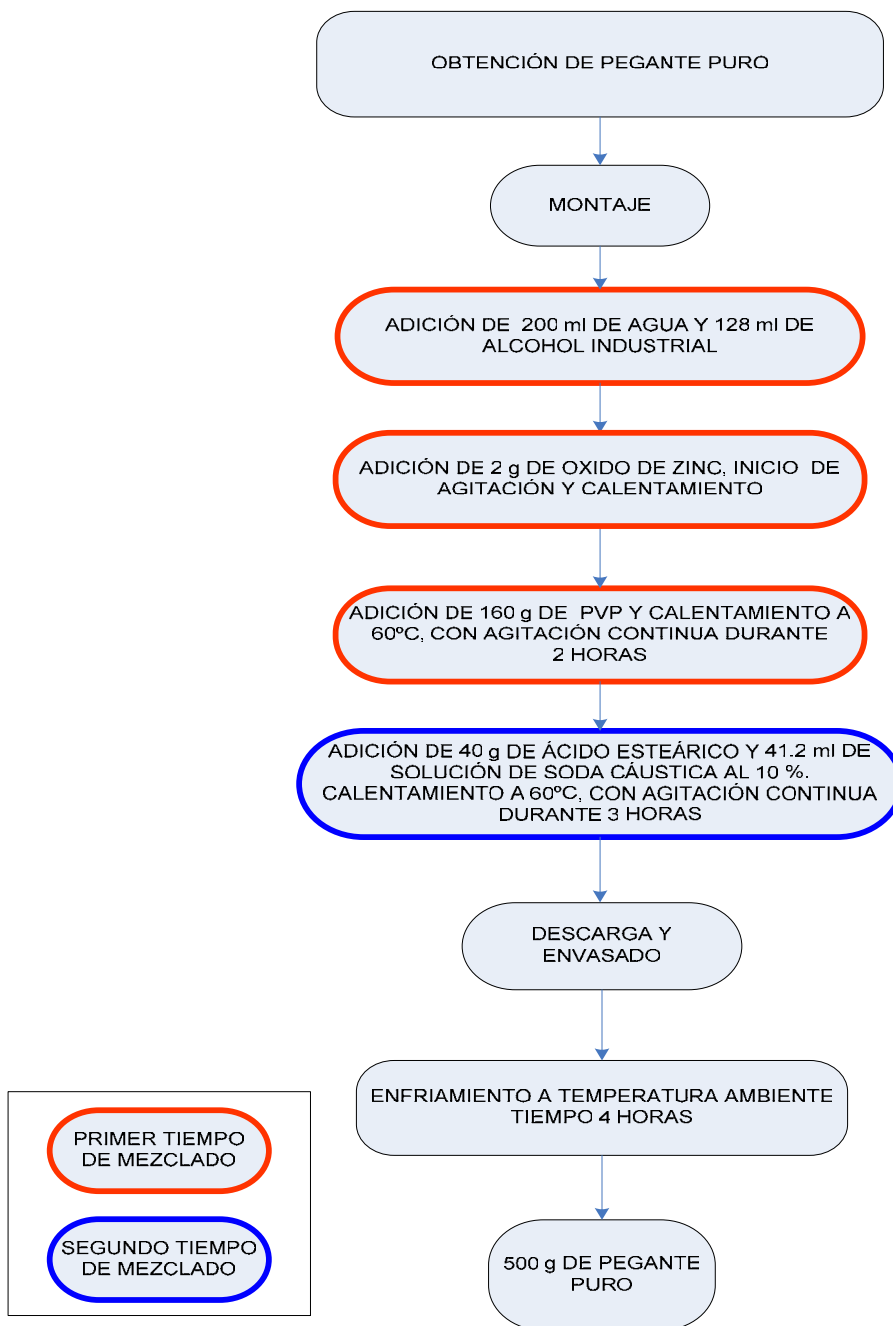 OBTENCIÓN DE PEGANTE PURO
MONTAJE
ADICIÓN DE 200 ml DE AGUA Y 128 ml DE
ALCOHOL INDUSTRIAL
ADICIÓN DE 2 g DE OXIDO DE ZINC, INICIO DE
AGITACIÓN Y CALENTAMIENTO
ADICIÓN DE 160 g DE PVP Y CALENTAMIENTO A
60ºC, CON AGITACIÓN CONTINUA DURANTE
2 HORAS
ADICIÓN DE 40 g DE ÁCIDO ESTEÁRICO Y 41.2 ml DE
SOLUCIÓN DE SODA CÁUSTICA AL 10 %.
CALENTAMIENTO A 60ºC, CON AGITACIÓN CONTINUA
DURANTE 3 HORAS
DESCARGA Y
ENVASADO
ENFRIAMIENTO A TEMPERATURA AMBIENTE
TIEMPO 4 HORAS
500 g DE PEGANTE
PURO
PRIMER TIEMPO
DE MEZCLADO
SEGUNDO TIEMPO
DE MEZCLADO